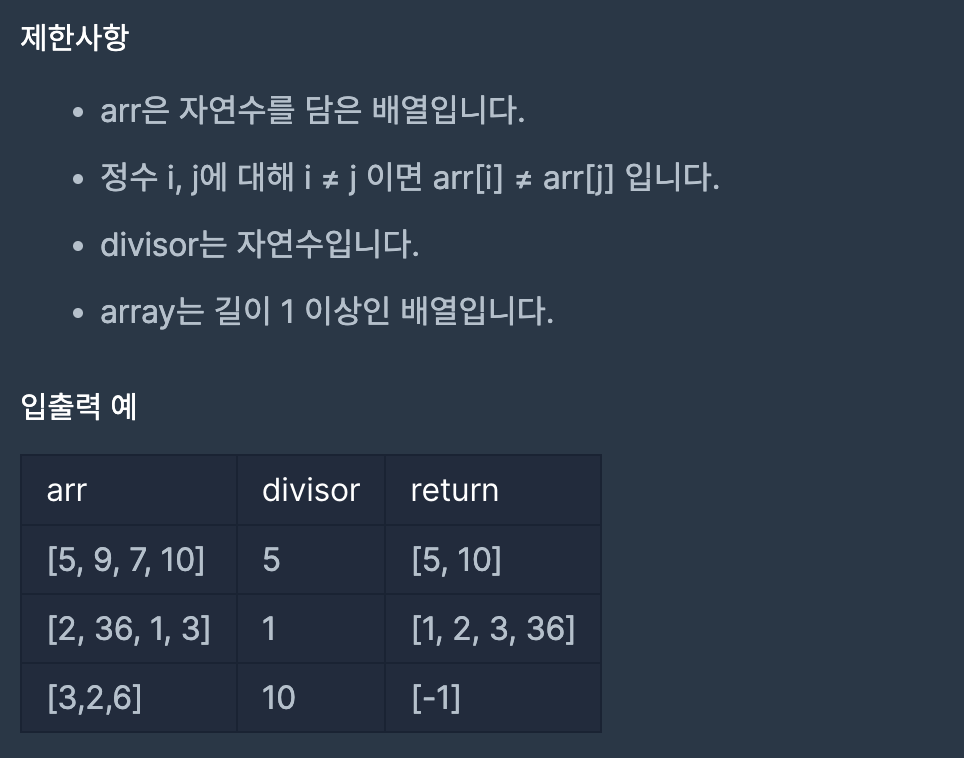 제한사항
• arr은 자연수를 담은 배열입니다.
• 정수 i, j에 대해 i ≠ j 이면 arr[i] ≠ arr[j] 입니다.
• divisor는 자연수입니다.
• array는 길이 1 이상인 배열입니다.
입출력 예
arr divisor return
[5, 9, 7, 10] 5 [5, 10]
[2, 36, 1, 3] 1 [1, 2, 3, 36]
[3,2,6] 10 [-1]